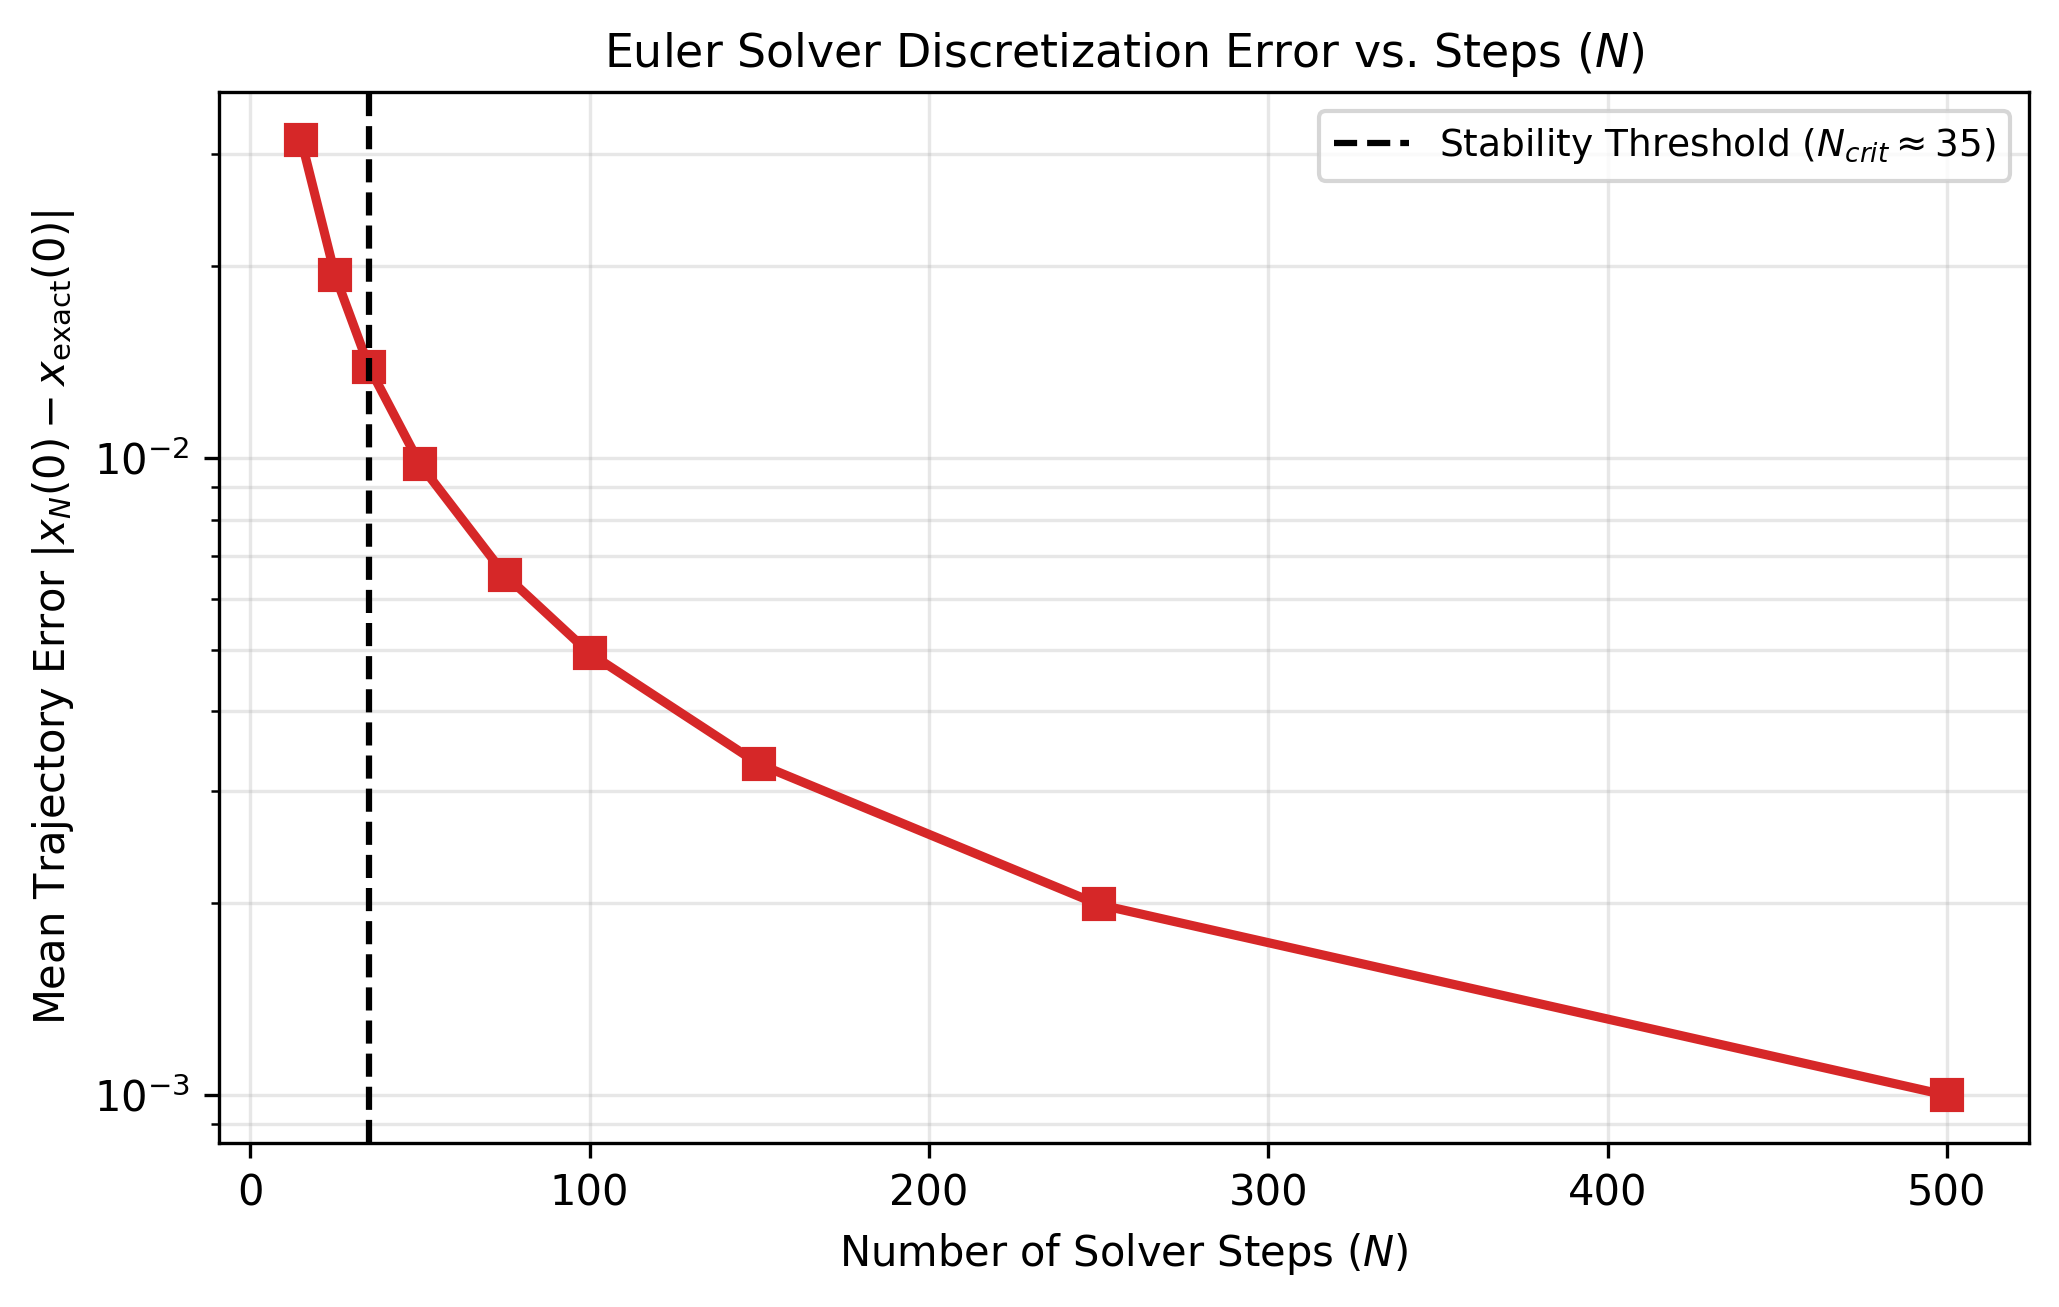 Euler Solver Discretization Error vs. Steps (N)
Stability Threshold (N_crit ≈ 35)
Mean Trajectory Error |x_N(0) − x_exact(0)|
10⁻²
10⁻³
0 100 200 300 400 500
Number of Solver Steps (N)